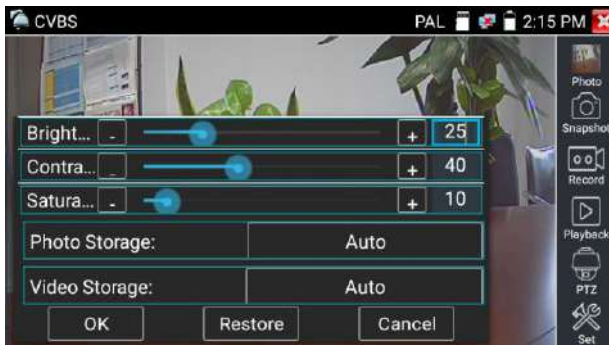 CVBS PAL 2:15 PM
Photo
Snapshot
Record
Playback
PTZ
Set
Bright... - + 25
Contra... - + 40
Satura... - + 10
Photo Storage: Auto
Video Storage: Auto
OK Restore Cancel